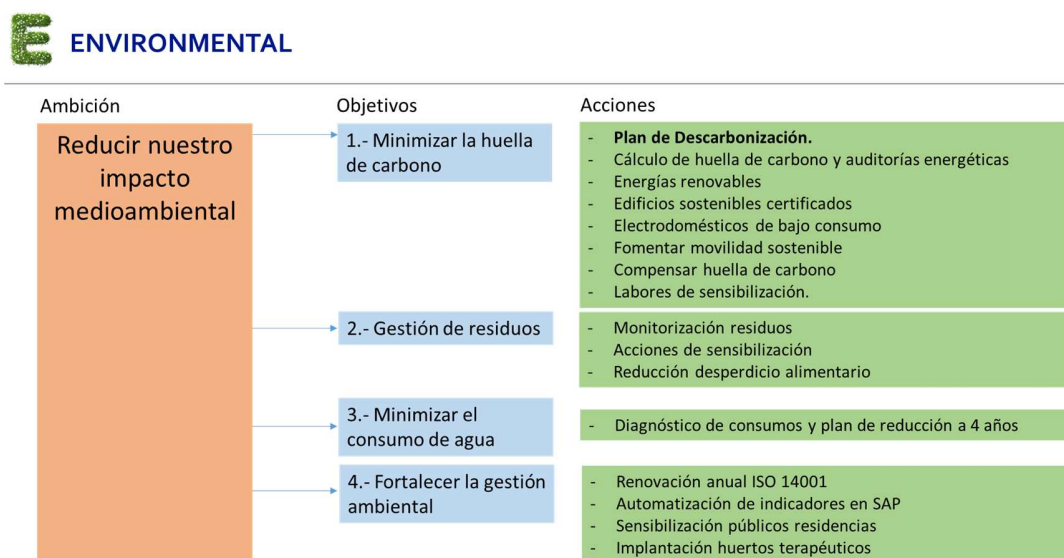 E ENVIRONMENTAL
Ambición
Objetivos
Acciones
Reducir nuestro
impacto
medioambiental
1.- Minimizar la huella
de carbono
- Plan de Descarbonización.
- Cálculo de huella de carbono y auditorías energéticas
- Energías renovables
- Edificios sostenibles certificados
- Electrodomésticos de bajo consumo
- Fomentar movilidad sostenible
- Compensar huella de carbono
- Labores de sensibilización.
2.- Gestión de residuos
- Monitorización residuos
- Acciones de sensibilización
- Reducción desperdicio alimentario
3.- Minimizar el
consumo de agua
- Diagnóstico de consumos y plan de reducción a 4 años
4.- Fortalecer la gestión
ambiental
- Renovación anual ISO 14001
- Automatización de indicadores en SAP
- Sensibilización públicos residencias
- Implantación huertos terapéuticos